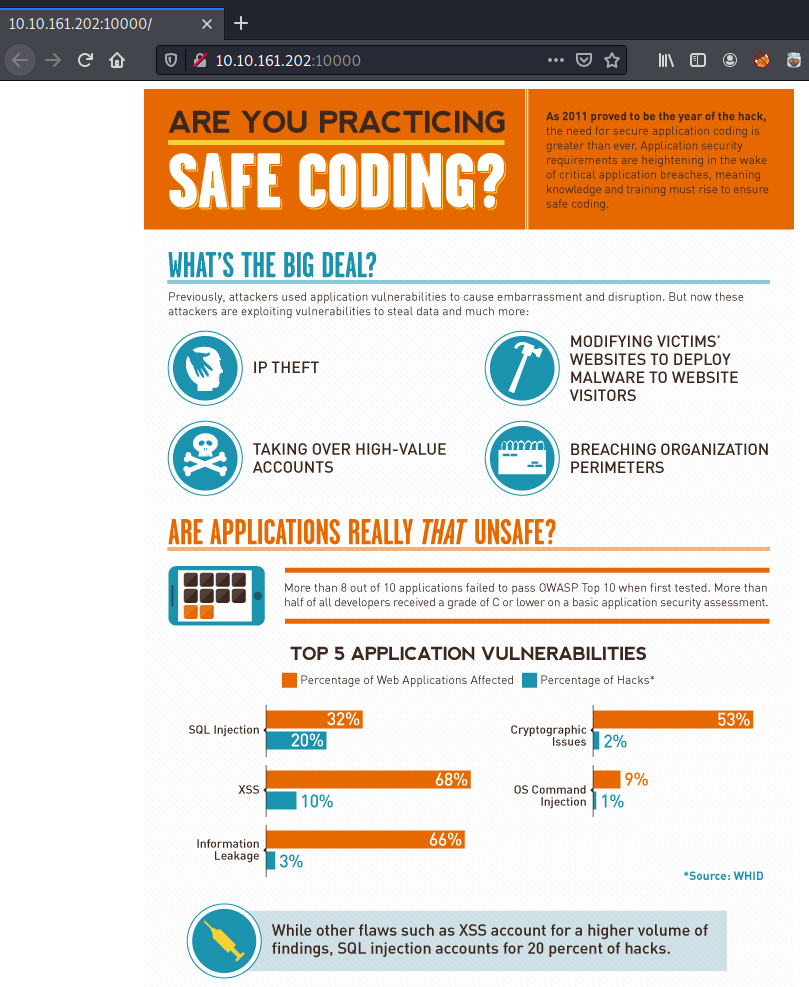 10.10.161.202:10000/
10.10.161.202:10000
ARE YOU PRACTICING
SAFE CODING?
As 2011 proved to be the year of the hack,
the need for secure application coding is
greater than ever. Application security
requirements are heightening in the wake
of critical application breaches, meaning
knowledge and training must rise to ensure
safe coding.
WHAT'S THE BIG DEAL?
Previously, attackers used application vulnerabilities to cause embarrassment and disruption. But now these
attackers are exploiting vulnerabilities to steal data and much more:
IP THEFT
MODIFYING VICTIMS'
WEBSITES TO DEPLOY
MALWARE TO WEBSITE
VISITORS
TAKING OVER HIGH-VALUE
ACCOUNTS
BREACHING ORGANIZATION
PERIMETERS
ARE APPLICATIONS REALLY THAT UNSAFE?
More than 8 out of 10 applications failed to pass OWASP Top 10 when first tested. More than
half of all developers received a grade of C or lower on a basic application security assessment.
TOP 5 APPLICATION VULNERABILITIES
Percentage of Web Applications Affected
Percentage of Hacks*
SQL Injection
32%
20%
Cryptographic
Issues
53%
2%
XSS
68%
10%
OS Command
Injection
9%
1%
Information
Leakage
66%
3%
*Source: WHID
While other flaws such as XSS account for a higher volume of
findings, SQL injection accounts for 20 percent of hacks.